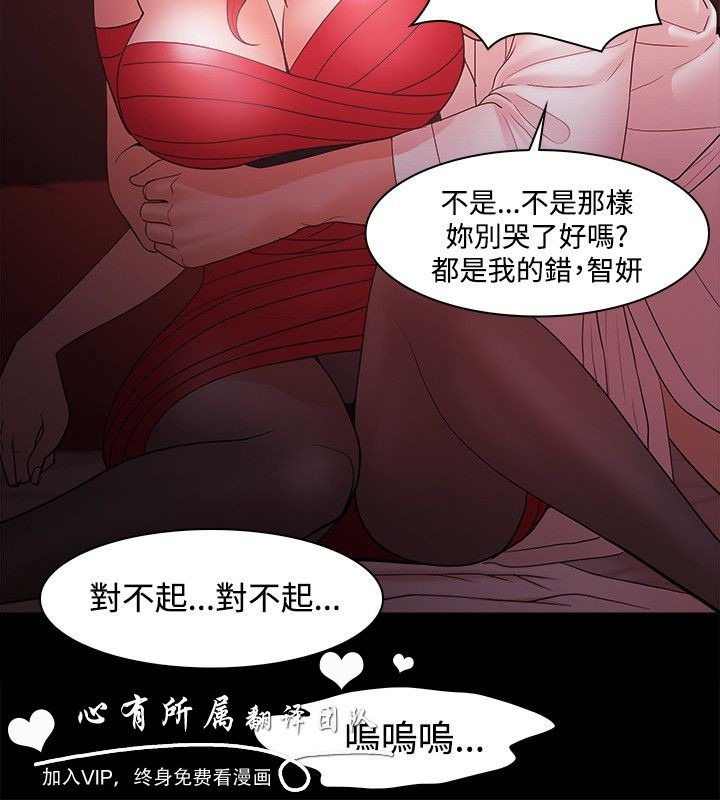 不是...不是那樣
妳別哭了好嗎?
都是我的錯,智妍
對不起...對不起...
嗚嗚嗚...
心有所属翻译团队
加入VIP，终身免费看漫画